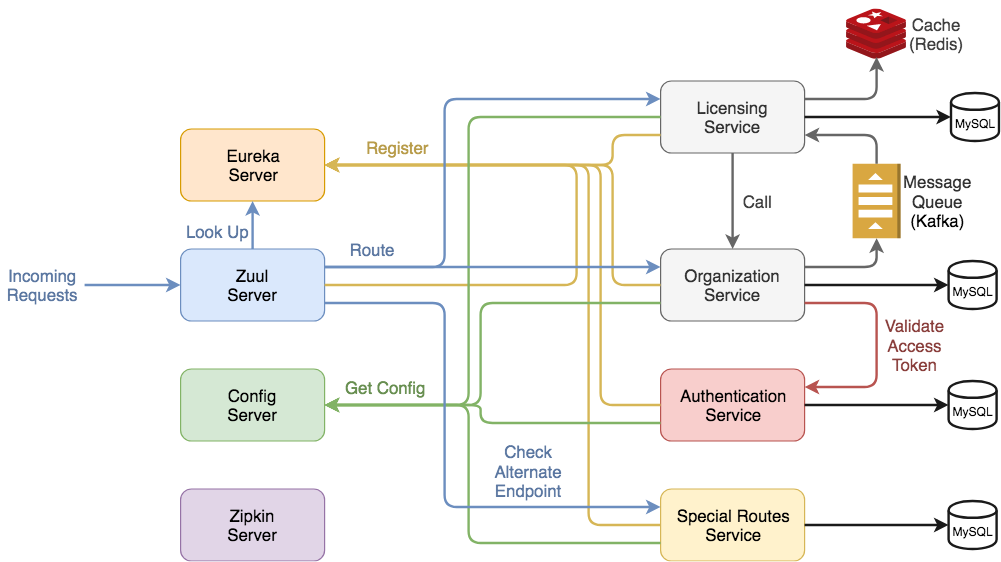 Cache
(Redis)
Licensing
Service
MySQL
Register
Eureka
Server
Message
Queue
(Kafka)
Call
Look Up
Route
Incoming
Requests
Zuul
Server
Organization
Service
MySQL
Validate
Access
Token
Get Config
Config
Server
Authentication
Service
MySQL
Check
Alternate
Endpoint
Zipkin
Server
Special Routes
Service
MySQL